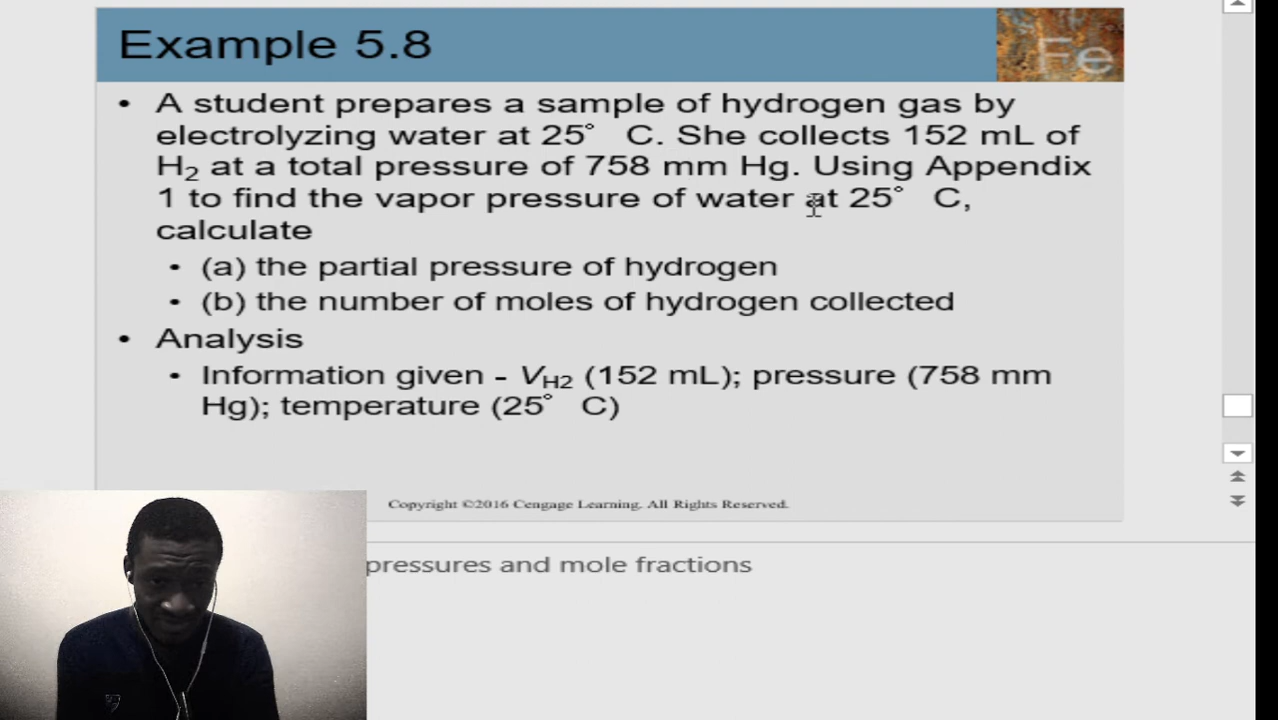 Example 5.8
Fe
• A student prepares a sample of hydrogen gas by
electrolyzing water at 25° C. She collects 152 mL of
H₂ at a total pressure of 758 mm Hg. Using Appendix
1 to find the vapor pressure of water at 25° C,
calculate
• (a) the partial pressure of hydrogen
• (b) the number of moles of hydrogen collected
• Analysis
• Information given - V_H2 (152 mL); pressure (758 mm
Hg); temperature (25° C)
Copyright ©2016 Cengage Learning. All Rights Reserved.
pressures and mole fractions